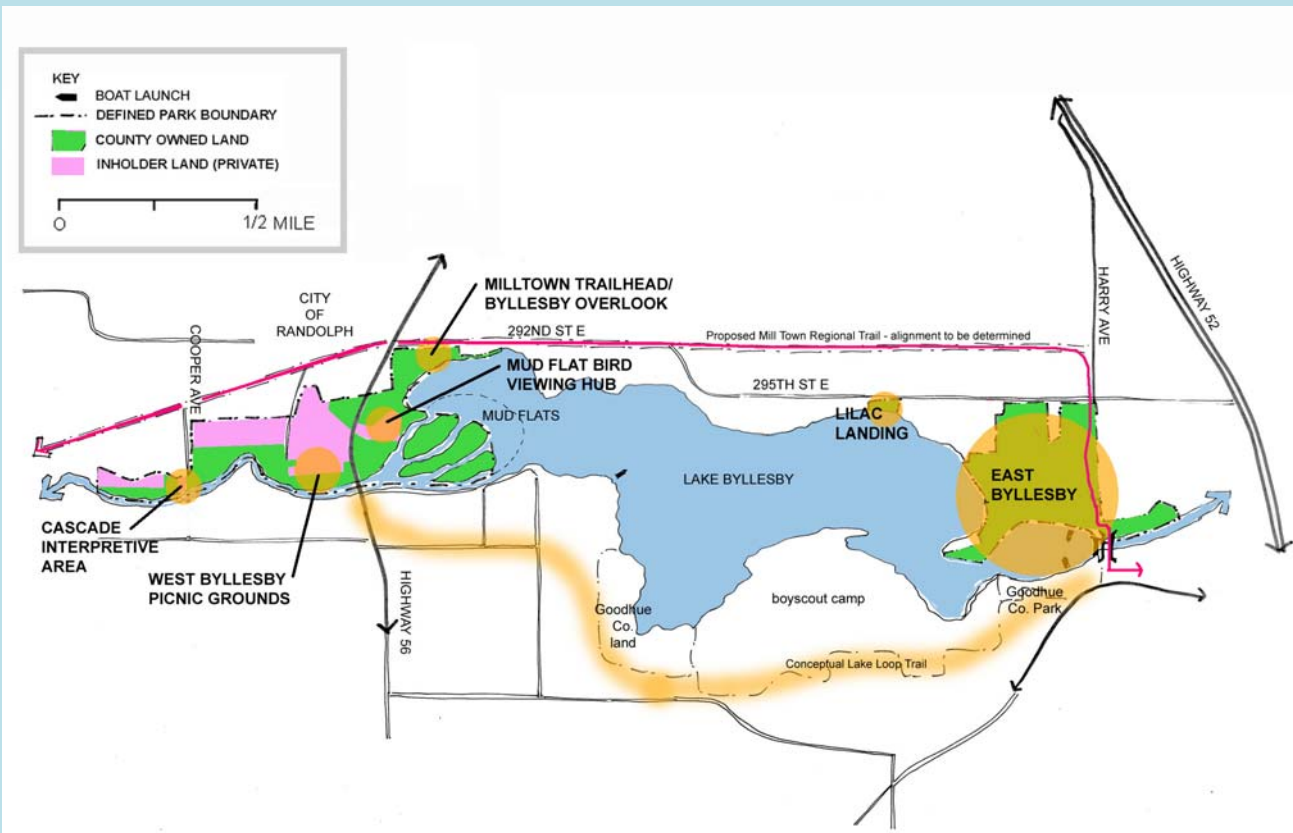 KEY
BOAT LAUNCH
DEFINED PARK BOUNDARY
COUNTY OWNED LAND
INHOLDER LAND (PRIVATE)
O 1/2 MILE
MILLTOWN TRAILHEAD/
BYLLESBY OVERLOOK
CITY
OF
RANDOLPH
COOPER AVE
292ND ST E
Proposed Mill Town Regional Trail - alignment to be determined
HARRY AVE
HIGHWAY 52
MUD FLAT BIRD
VIEWING HUB
295TH ST E
MUD FLATS
LILAC
LANDING
LAKE BYLLESBY
EAST
BYLLESBY
CASCADE
INTERPRETIVE
AREA
WEST BYLLESBY
PICNIC GROUNDS
HIGHWAY 56
Goodhue
Co.
land
boyscout camp
Goodhue
Co. Park
Conceptual Lake Loop Trail